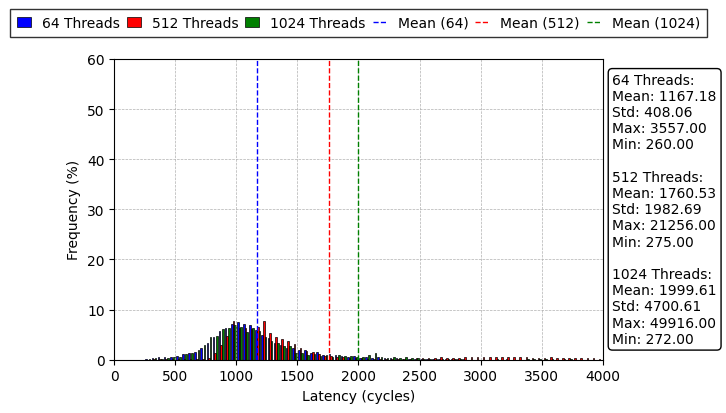 64 Threads 512 Threads 1024 Threads Mean (64) Mean (512) Mean (1024)
60
50
40
30
20
10
0
Frequency (%)
0 500 1000 1500 2000 2500 3000 3500 4000
Latency (cycles)
64 Threads:
Mean: 1167.18
Std: 408.06
Max: 3557.00
Min: 260.00
512 Threads:
Mean: 1760.53
Std: 1982.69
Max: 21256.00
Min: 275.00
1024 Threads:
Mean: 1999.61
Std: 4700.61
Max: 49916.00
Min: 272.00